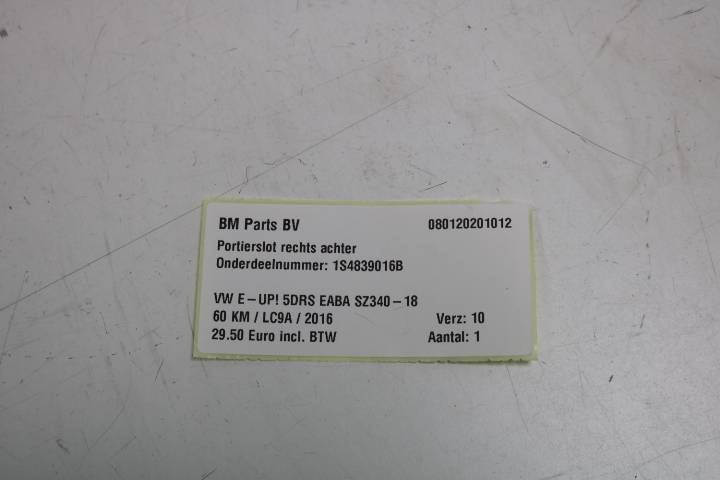 BM Parts BV 080120201012
Portierslot rechts achter
Onderdeelnummer: 1S4839016B
VW E-UP! 5DRS EABA SZ340-18
60 KM / LC9A / 2016 Verz: 10
29.50 Euro incl. BTW Aantal: 1